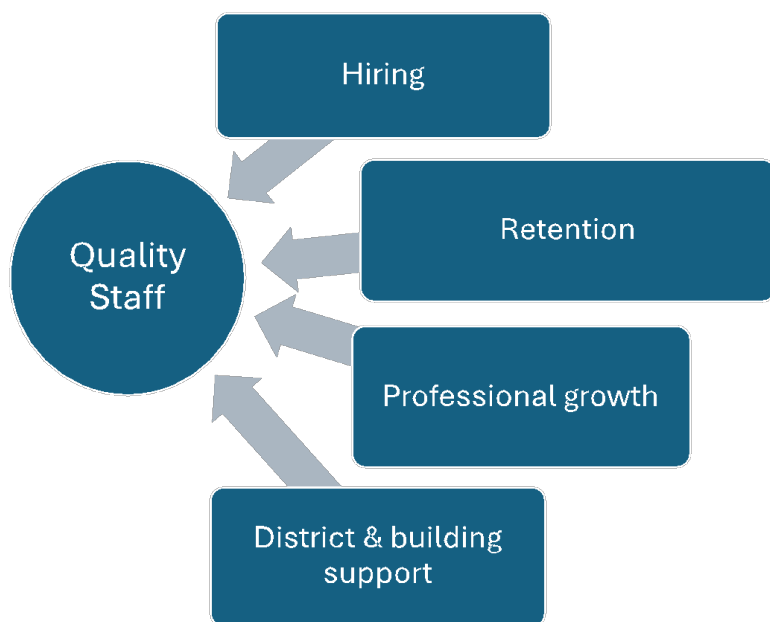 Hiring
Retention
Quality
Staff
Professional growth
District & building
support